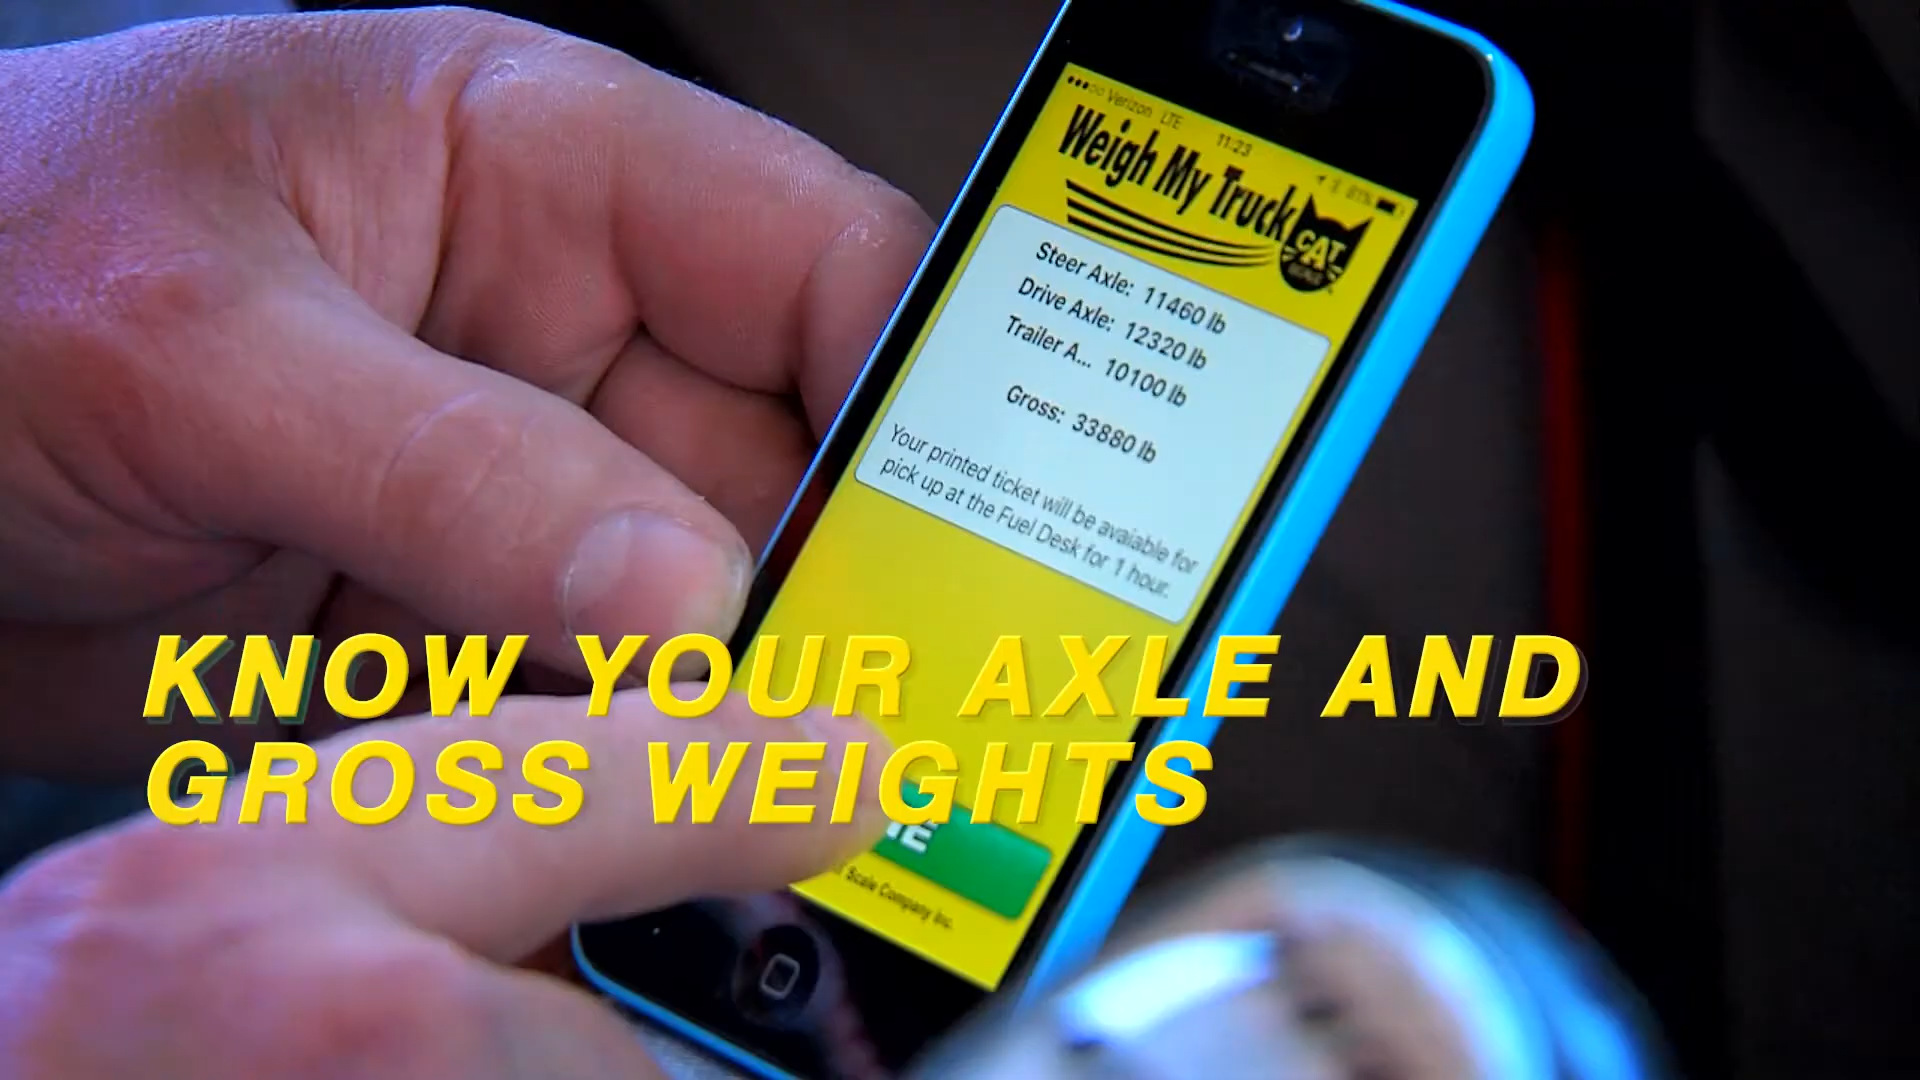 Verizon LTE 11:23 81%
Weigh My Truck
CAT
Steer Axle: 11460 lb
Drive Axle: 12320 lb
Trailer A... 10100 lb
Gross: 33880 lb
Your printed ticket will be avaiable for
pick up at the Fuel Desk for 1 hour.
KNOW YOUR AXLE AND
GROSS WEIGHTS
Scale Company Inc.